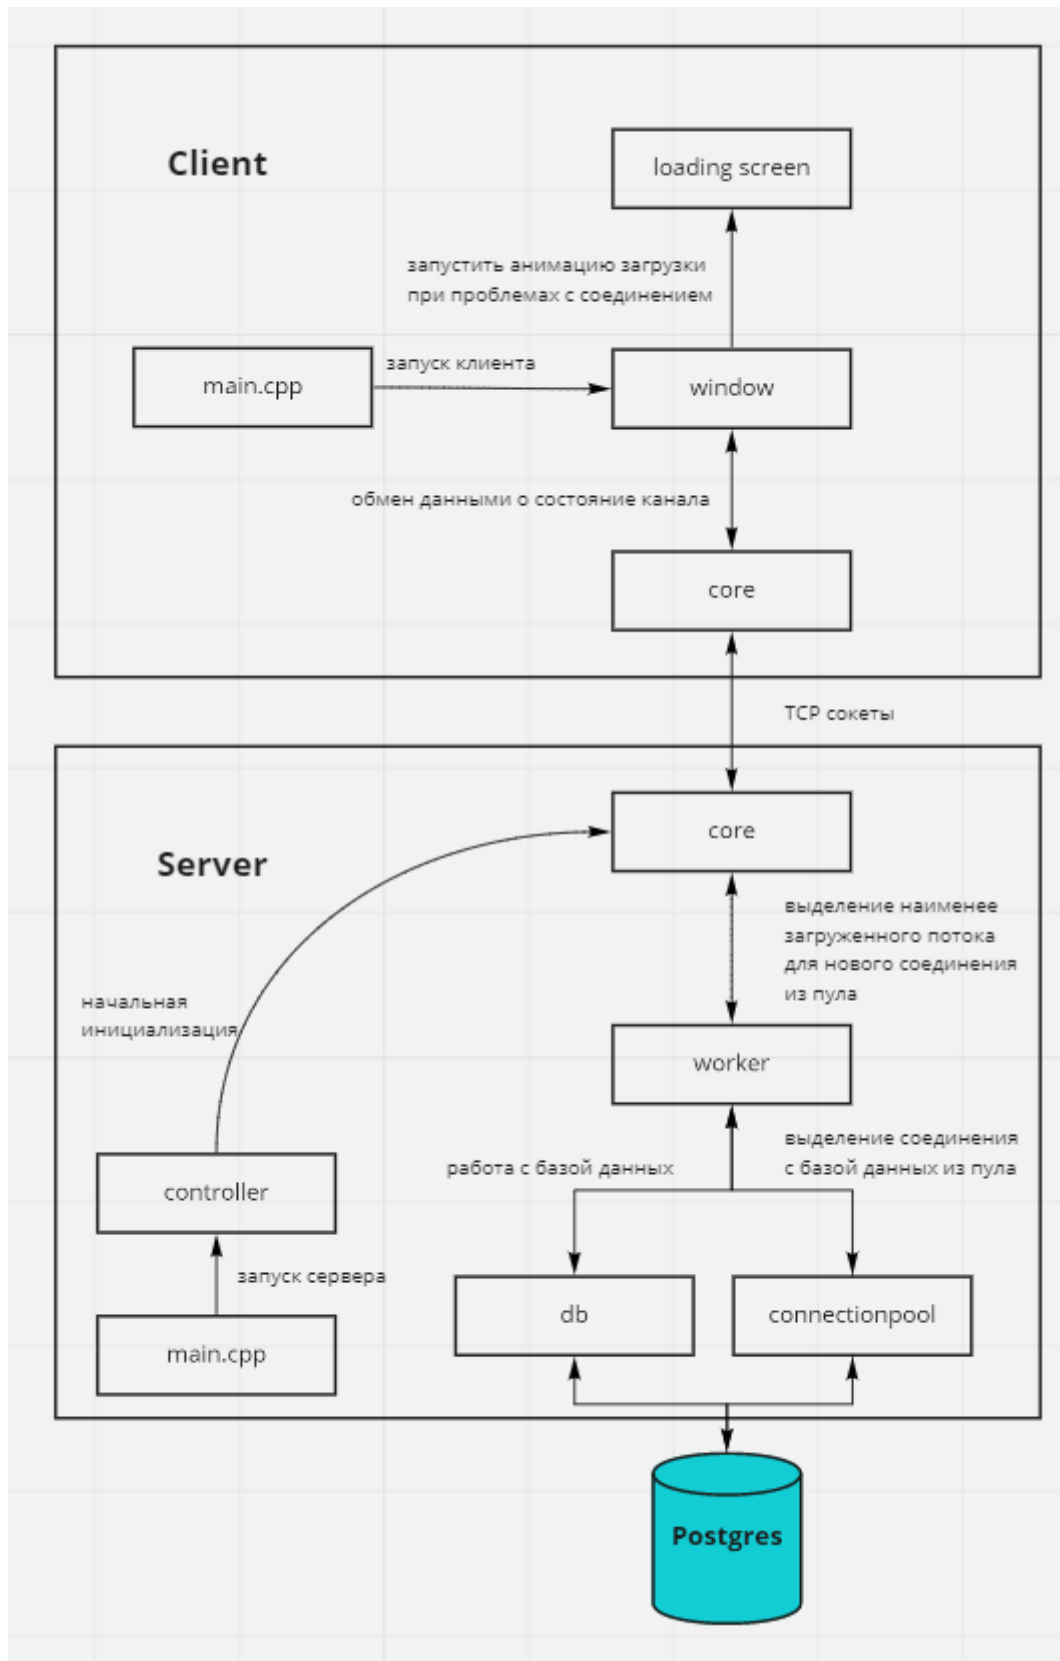 Client
loading screen
запустить анимацию загрузки
при проблемах с соединением
запуск клиента
main.cpp
window
обмен данными о состояние канала
core
TCP сокеты
core
Server
выделение наименее
загруженного потока
для нового соединения
из пула
начальная
инициализация
worker
выделение соединения
работа с базой данных
с базой данных из пула
controller
запуск сервера
db
connectionpool
main.cpp
Postgres